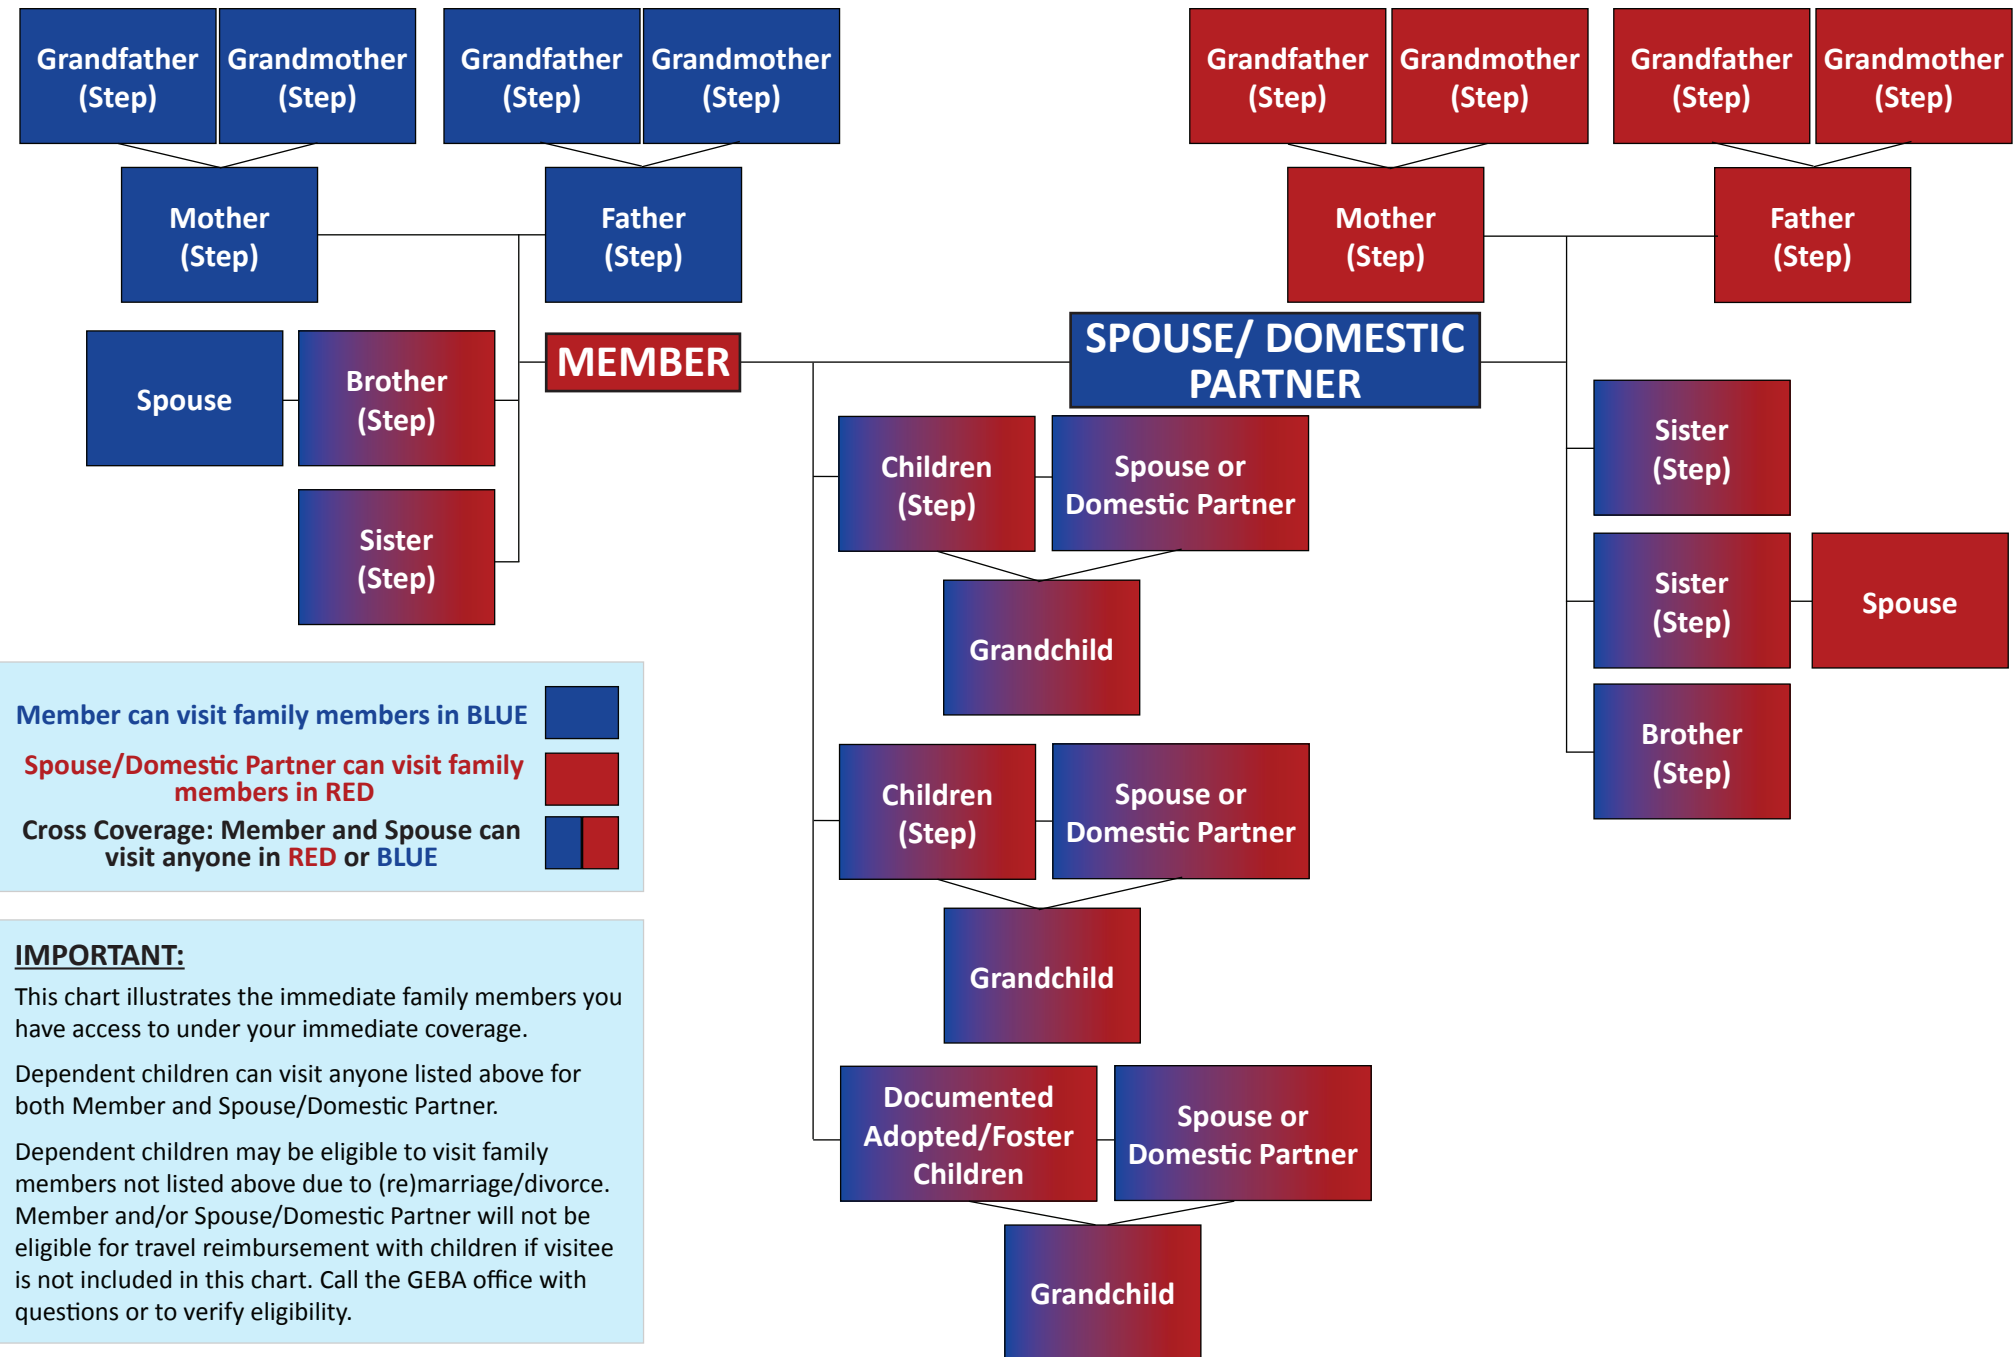 Grandfather
(Step)
Grandmother
(Step)
Grandfather
(Step)
Grandmother
(Step)
Grandfather
(Step)
Grandmother
(Step)
Grandfather
(Step)
Grandmother
(Step)
Mother
(Step)
Father
(Step)
Mother
(Step)
Father
(Step)
Spouse
Brother
(Step)
MEMBER
SPOUSE/ DOMESTIC
PARTNER
Sister
(Step)
Children
(Step)
Spouse or
Domestic Partner
Grandchild
Sister
(Step)
Sister
(Step)
Spouse
Brother
(Step)
Children
(Step)
Spouse or
Domestic Partner
Grandchild
Documented
Adopted/Foster
Children
Spouse or
Domestic Partner
Grandchild
Member can visit family members in BLUE
Spouse/Domestic Partner can visit family
members in RED
Cross Coverage: Member and Spouse can
visit anyone in RED or BLUE
IMPORTANT:
This chart illustrates the immediate family members you
have access to under your immediate coverage.
Dependent children can visit anyone listed above for
both Member and Spouse/Domestic Partner.
Dependent children may be eligible to visit family
members not listed above due to (re)marriage/divorce.
Member and/or Spouse/Domestic Partner will not be
eligible for travel reimbursement with children if visitee
is not included in this chart. Call the GEBA office with
questions or to verify eligibility.